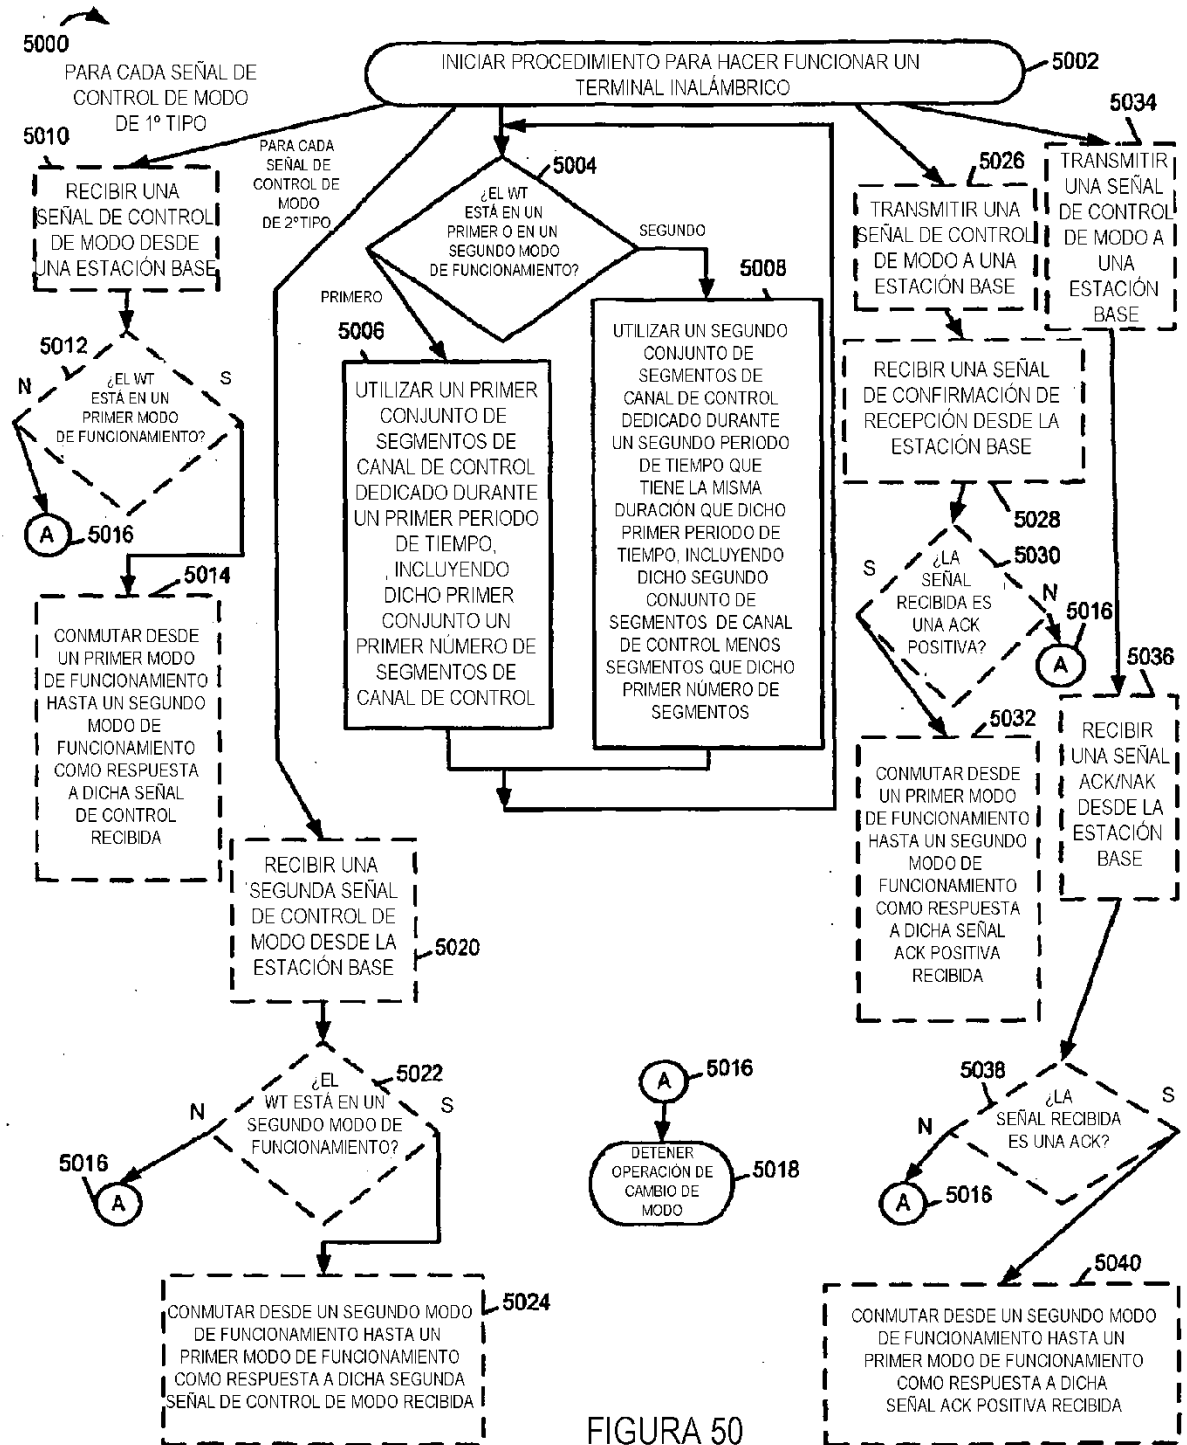 5000
PARA CADA SEÑAL DE
CONTROL DE MODO
DE 1º TIPO
INICIAR PROCEDIMIENTO PARA HACER FUNCIONAR UN
TERMINAL INALÁMBRICO
5002
5010
RECIBIR UNA
SEÑAL DE CONTROL
DE MODO DESDE
UNA ESTACIÓN BASE
5012
N
S
¿EL WT
ESTÁ EN UN
PRIMER MODO
DE FUNCIONAMIENTO?
A
5016
5014
CONMUTAR DESDE
UN PRIMER MODO
DE FUNCIONAMIENTO
HASTA UN SEGUNDO
MODO DE
FUNCIONAMIENTO
COMO RESPUESTA
A DICHA SEÑAL
DE CONTROL
RECIBIDA
PARA CADA
SEÑAL DE
CONTROL DE
MODO
DE 2º TIPO
5004
¿EL WT
ESTÁ EN UN
PRIMER O EN UN
SEGUNDO MODO
DE FUNCIONAMIENTO?
SEGUNDO
PRIMERO
5006
UTILIZAR UN PRIMER
CONJUNTO DE
SEGMENTOS DE
CANAL DE CONTROL
DEDICADO DURANTE
UN PRIMER PERIODO
DE TIEMPO,
, INCLUYENDO
DICHO PRIMER
CONJUNTO UN
PRIMER NÚMERO DE
SEGMENTOS DE
CANAL DE CONTROL
5008
UTILIZAR UN SEGUNDO
CONJUNTO DE
SEGMENTOS DE
CANAL DE CONTROL
DEDICADO DURANTE
UN SEGUNDO PERIODO
DE TIEMPO QUE
TIENE LA MISMA
DURACIÓN QUE DICHO
PRIMER PERIODO DE
TIEMPO, INCLUYENDO
DICHO SEGUNDO
CONJUNTO DE
SEGMENTOS DE CANAL
DE CONTROL MENOS
SEGMENTOS QUE DICHO
PRIMER NÚMERO DE
SEGMENTOS
5026
TRANSMITIR UNA
SEÑAL DE CONTROL
DE MODO A UNA
ESTACIÓN BASE
RECIBIR UNA SEÑAL
DE CONFIRMACIÓN DE
RECEPCIÓN DESDE LA
ESTACIÓN BASE
5028
5030
S
N
¿LA
SEÑAL
RECIBIDA ES
UNA ACK
POSITIVA?
5016
A
5032
CONMUTAR DESDE
UN PRIMER MODO
DE FUNCIONAMIENTO
HASTA UN SEGUNDO
MODO DE
FUNCIONAMIENTO
COMO RESPUESTA
A DICHA SEÑAL
ACK POSITIVA
RECIBIDA
5034
TRANSMITIR
UNA SEÑAL
DE CONTROL
DE MODO A
UNA
ESTACIÓN
BASE
5036
RECIBIR
UNA SEÑAL
ACK/NAK
DESDE LA
ESTACIÓN
BASE
RECIBIR UNA
SEGUNDA SEÑAL
DE CONTROL DE
MODO DESDE LA
ESTACIÓN BASE
5020
5022
¿EL
WT ESTÁ EN UN
SEGUNDO MODO DE
FUNCIONAMIENTO?
N
S
5016
A
5024
CONMUTAR DESDE UN SEGUNDO MODO
DE FUNCIONAMIENTO HASTA UN
PRIMER MODO DE FUNCIONAMIENTO
COMO RESPUESTA A DICHA SEGUNDA
SEÑAL DE CONTROL DE MODO RECIBIDA
A
5016
DETENER
OPERACIÓN DE
CAMBIO DE
MODO
5018
5038
¿LA
SEÑAL RECIBIDA
ES UNA ACK?
N
S
A
5016
5040
CONMUTAR DESDE UN SEGUNDO MODO
DE FUNCIONAMIENTO HASTA UN
PRIMER MODO DE FUNCIONAMIENTO
COMO RESPUESTA A DICHA
SEÑAL ACK POSITIVA RECIBIDA
FIGURA 50